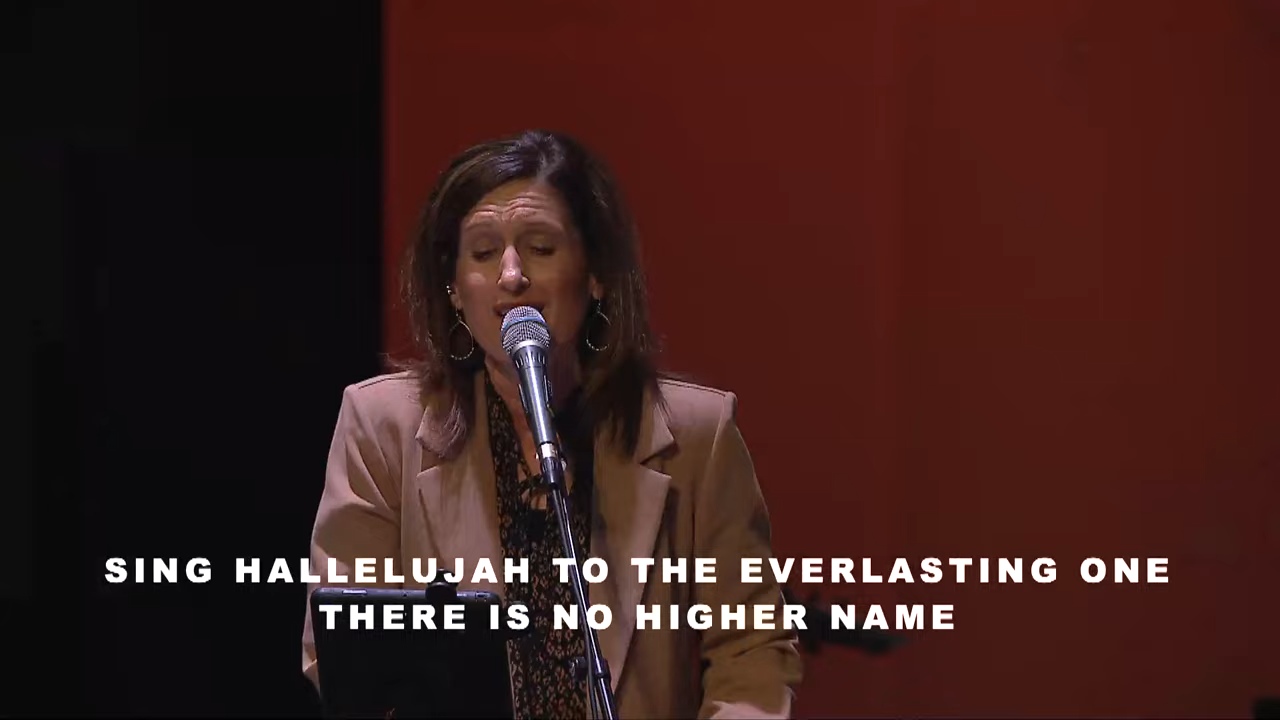 SING HALLELUJAH TO THE EVERLASTING ONE
THERE IS NO HIGHER NAME